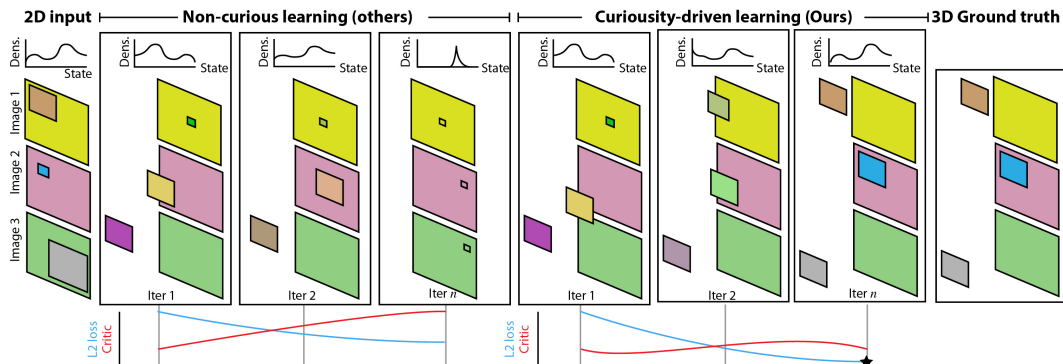 2D input
Non-curious learning (others)
Curiousity-driven learning (Ours)
3D Ground truth
Dens.
State
Dens.
State
Dens.
State
Dens.
State
Dens.
State
Dens.
State
Dens.
State
Image 1
Image 2
Image 3
Iter 1
Iter 2
Iter n
Iter 1
Iter 2
Iter n
L2 loss
Critic
L2 loss
Critic